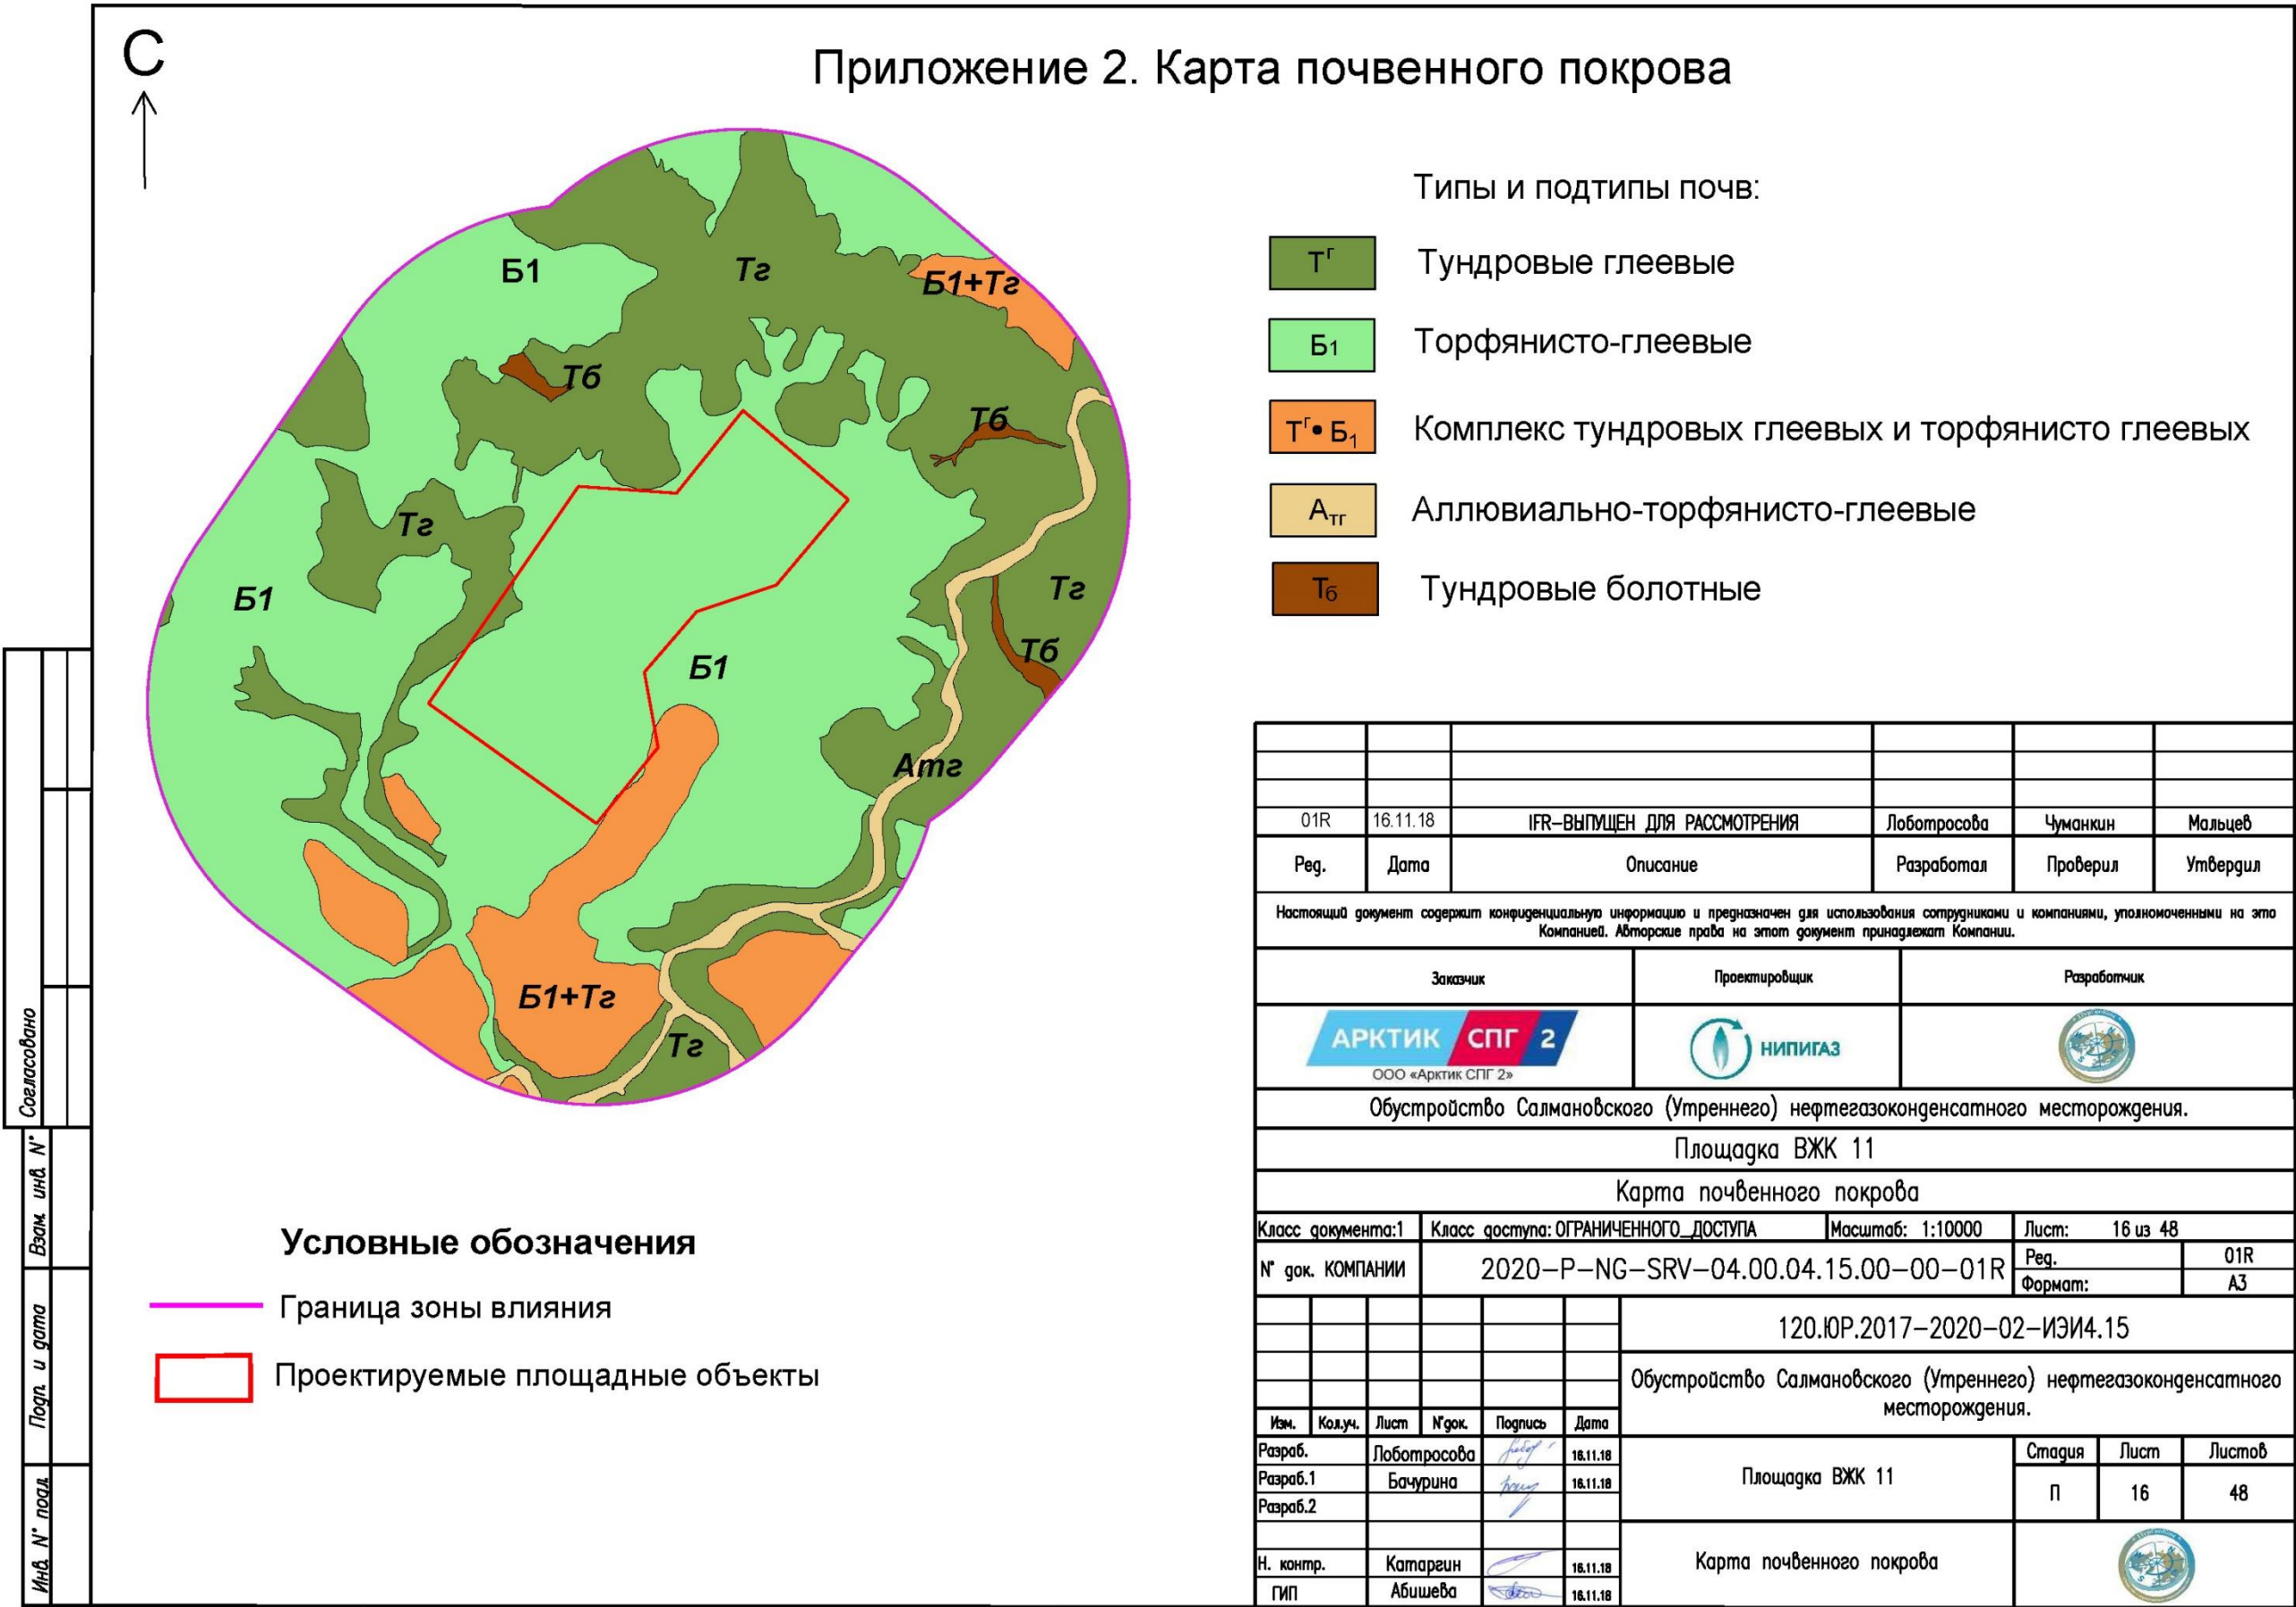 С
Приложение 2. Карта почвенного покрова
Типы и подтипы почв:
Тг Тундровые глеевые
Б1 Торфянисто-глеевые
Тг•Б1 Комплекс тундровых глеевых и торфянисто глеевых
Атг Аллювиально-торфянисто-глеевые
Тб Тундровые болотные
Б1
Тг
Б1+Тг
Тб
Тб
Тг
Б1
Тг
Тб
Б1
Атг
Б1+Тг
Тг
Условные обозначения
Граница зоны влияния
Проектируемые площадные объекты
Согласовано
Взам. инв. N°
Подп. и дата
Инв. N° подл.
01R 16.11.18 IFR-ВЫПУЩЕН ДЛЯ РАССМОТРЕНИЯ Лоботросова Чуманкин Мальцев
Ред. Дата Описание Разработал Проверил Утвердил
Настоящий документ содержит конфиденциальную информацию и предназначен для использования сотрудниками и компаниями, уполномоченными на это
Компанией. Авторские права на этот документ принадлежат Компании.
Заказчик Проектировщик Разработчик
АРКТИК СПГ 2
ООО «Арктик СПГ 2»
НИПИГАЗ
Обустройство Салмановского (Утреннего) нефтегазоконденсатного месторождения.
Площадка ВЖК 11
Карта почвенного покрова
Класс документа:1 Класс доступа: ОГРАНИЧЕННОГО_ДОСТУПА Масштаб: 1:10000 Лист: 16 из 48
N° док. КОМПАНИИ 2020-P-NG-SRV-04.00.04.15.00-00-01R Ред. 01R
Формат: А3
120.ЮР.2017-2020-02-ИЭИ4.15
Обустройство Салмановского (Утреннего) нефтегазоконденсатного
месторождения.
Изм. Кол.уч. Лист N°док. Подпись Дата
Разраб. Лоботросова 16.11.18
Разраб.1 Бачурина 16.11.18
Разраб.2
Площадка ВЖК 11
Стадия Лист Листов
П 16 48
Н. контр. Катаргин 16.11.18
ГИП Абишева 16.11.18
Карта почвенного покрова